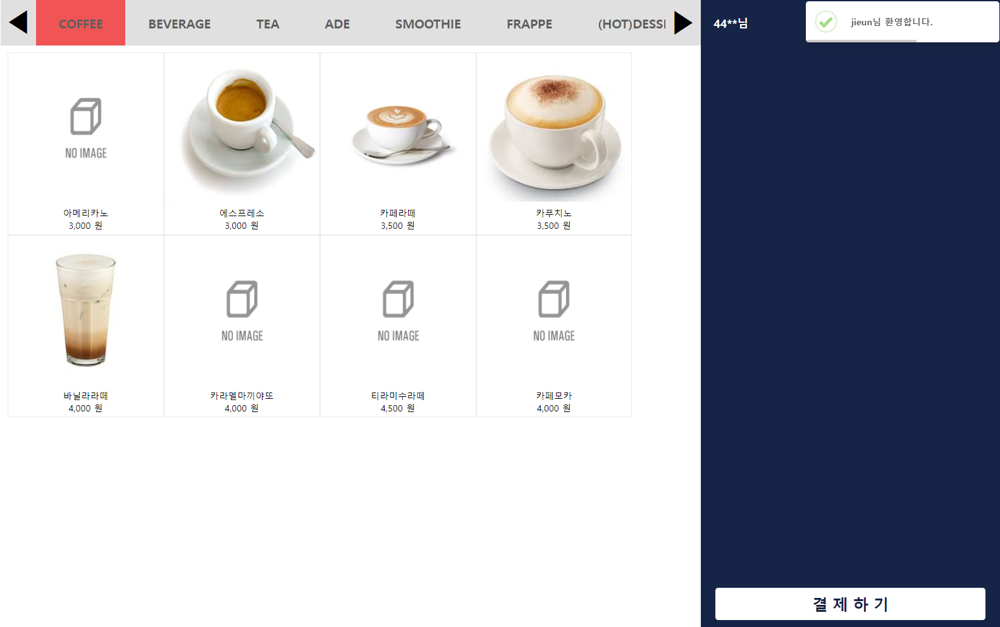 COFFEE BEVERAGE TEA ADE SMOOTHIE FRAPPE (HOT)DESSI
44**님
jieun님 환영합니다.
NO IMAGE
아메리카노 에스프레소 카페라떼 카푸치노
3,000 원 3,000 원 3,500 원 3,500 원
NO IMAGE NO IMAGE NO IMAGE
바닐라라떼 카라멜마끼야또 티라미수라떼 카페모카
4,000 원 4,000 원 4,500 원 4,000 원
결 제 하 기